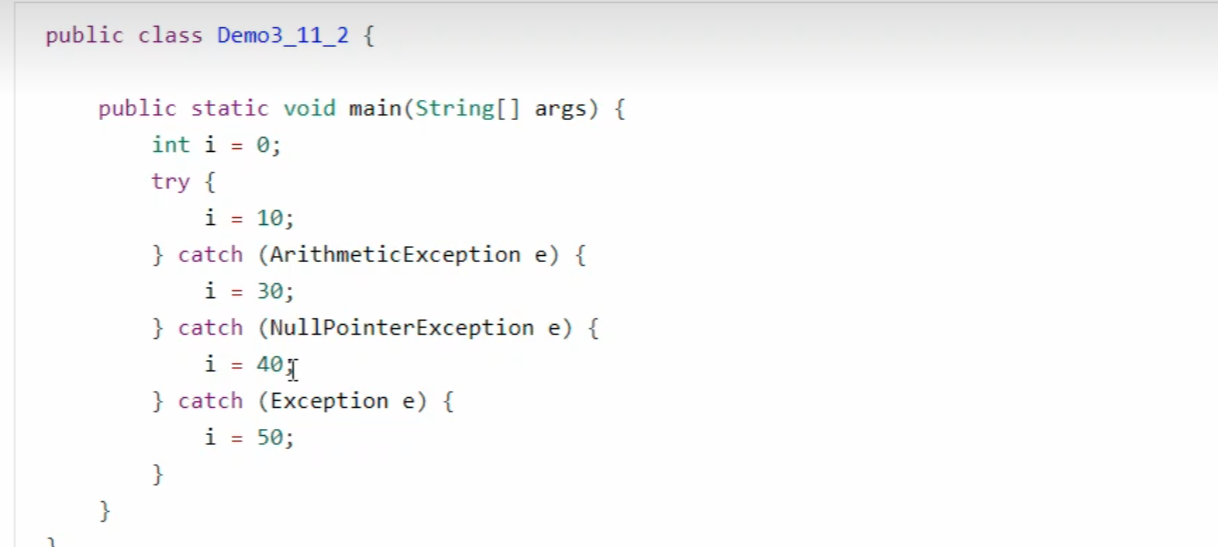 public class Demo3_11_2 {
public static void main(String[] args) {
int i = 0;
try {
i = 10;
} catch (ArithmeticException e) {
i = 30;
} catch (NullPointerException e) {
i = 40;
} catch (Exception e) {
i = 50;
}
}
}